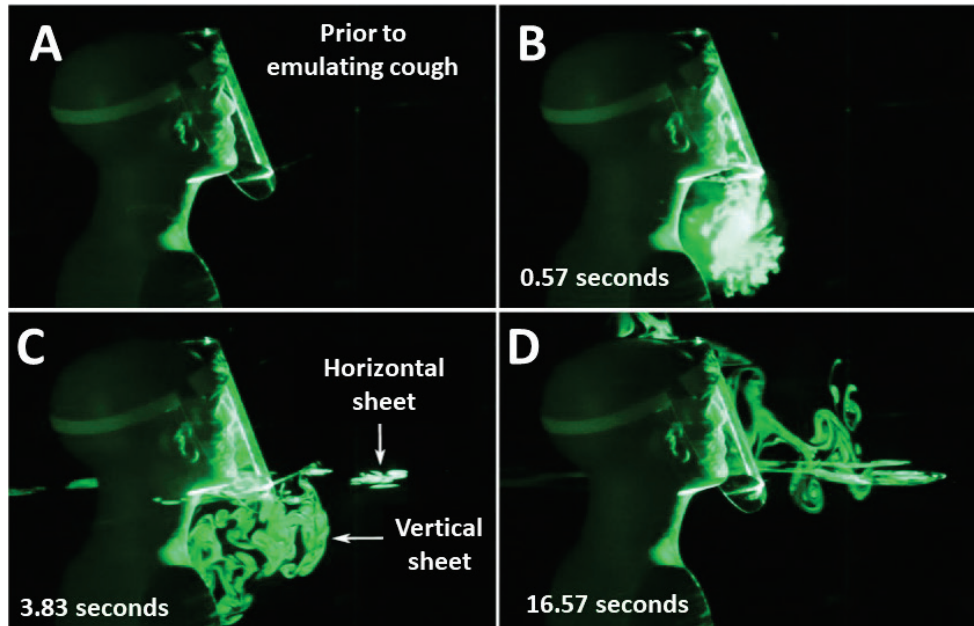 A
Prior to
emulating cough
B
0.57 seconds
C
Horizontal
sheet
Vertical
sheet
3.83 seconds
D
16.57 seconds